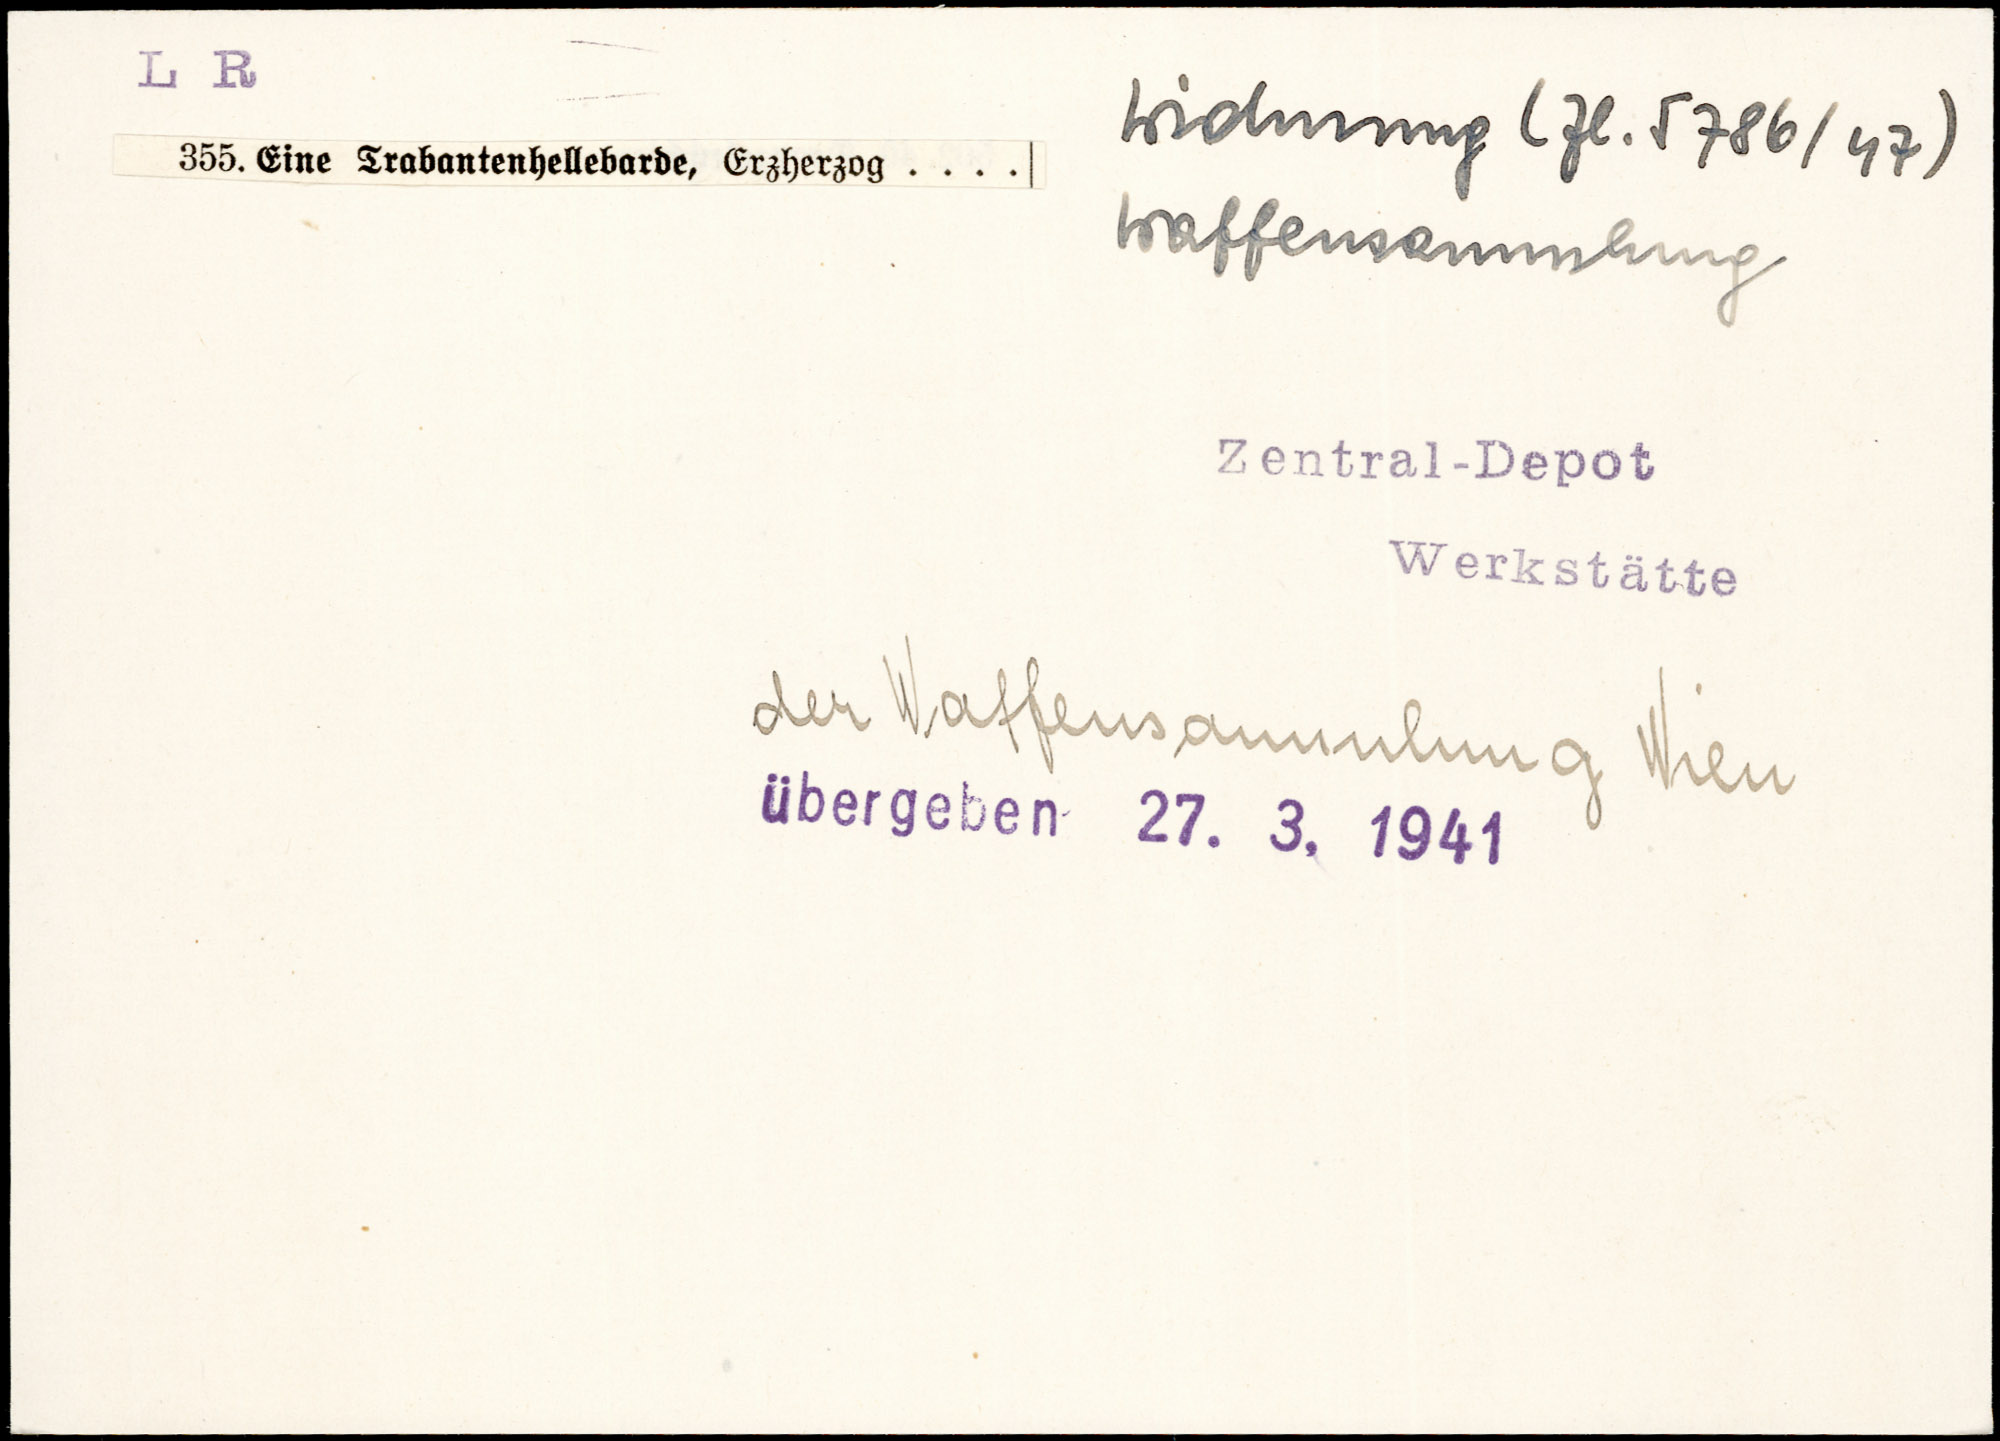 L R
355. Eine Trabantenhellebarde, Erzherzog . . . .
Widmung (Zl. 5786/47)
Waffensammlung
Zentral-Depot
Werkstätte
der Waffensammlung Wien
übergeben 27. 3. 1941